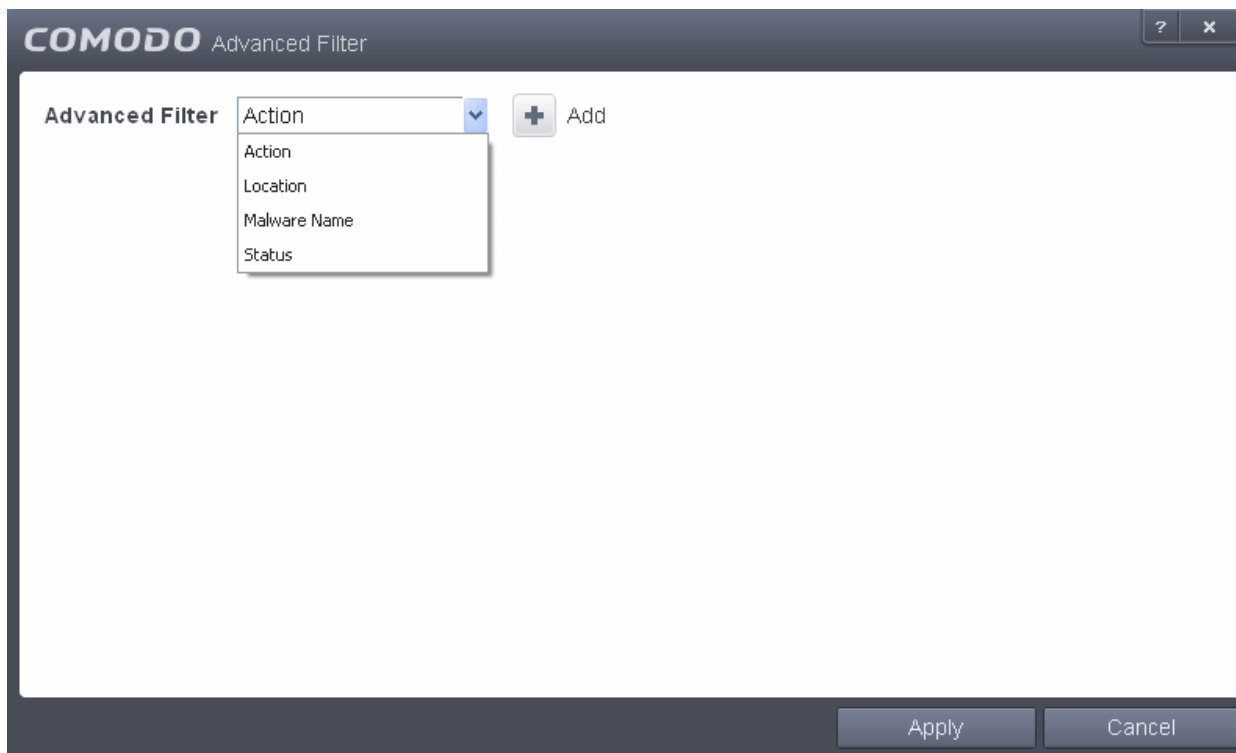 COMODO Advanced Filter ? x
Advanced Filter Action Add
Action
Location
Malware Name
Status
Apply Cancel